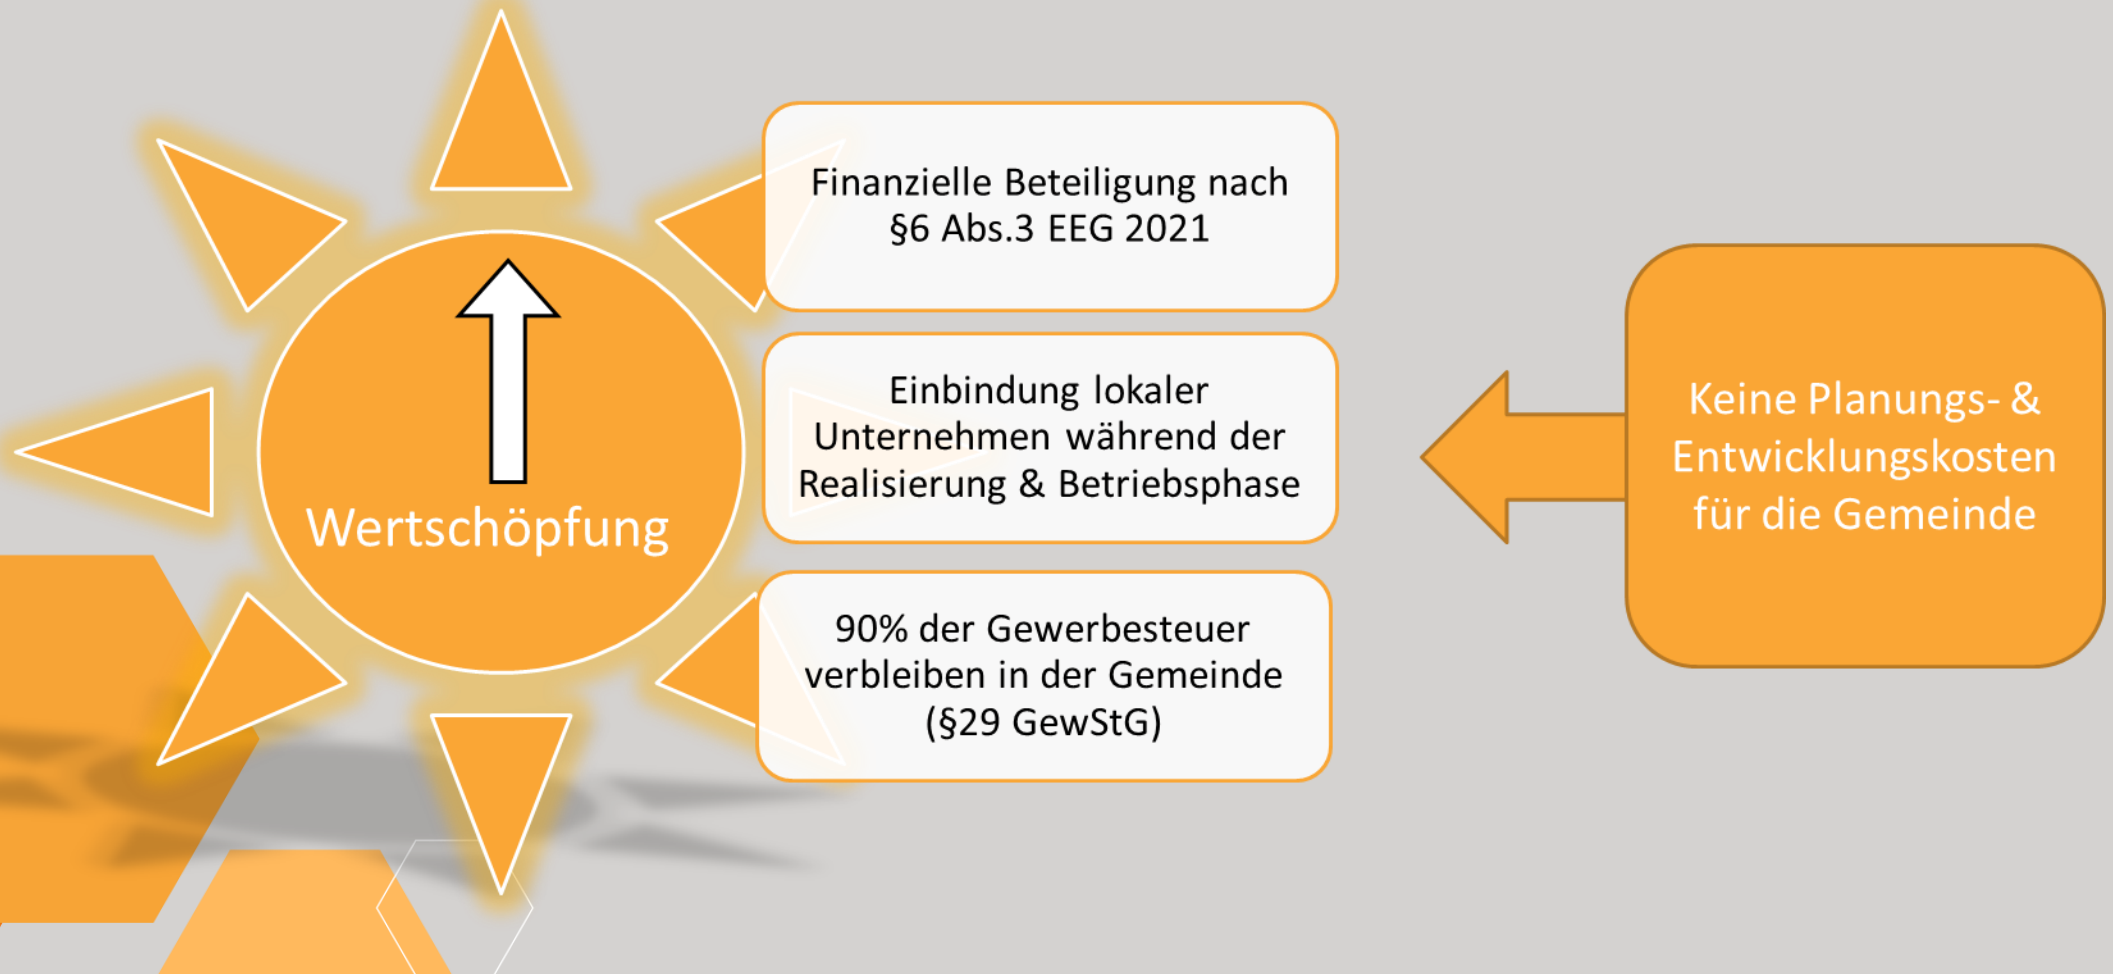 Finanzielle Beteiligung nach
§6 Abs.3 EEG 2021
Einbindung lokaler
Unternehmen während der
Realisierung & Betriebsphase
Wertschöpfung
90% der Gewerbesteuer
verbleiben in der Gemeinde
(§29 GewStG)
Keine Planungs- &
Entwicklungskosten
für die Gemeinde